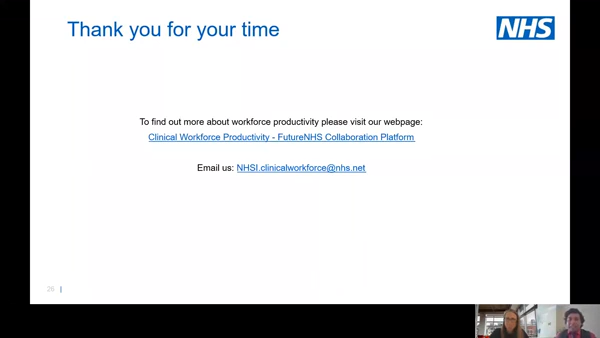 Thank you for your time
NHS
To find out more about workforce productivity please visit our webpage:
Clinical Workforce Productivity - FutureNHS Collaboration Platform
Email us: NHSI.clinicalworkforce@nhs.net
26 |